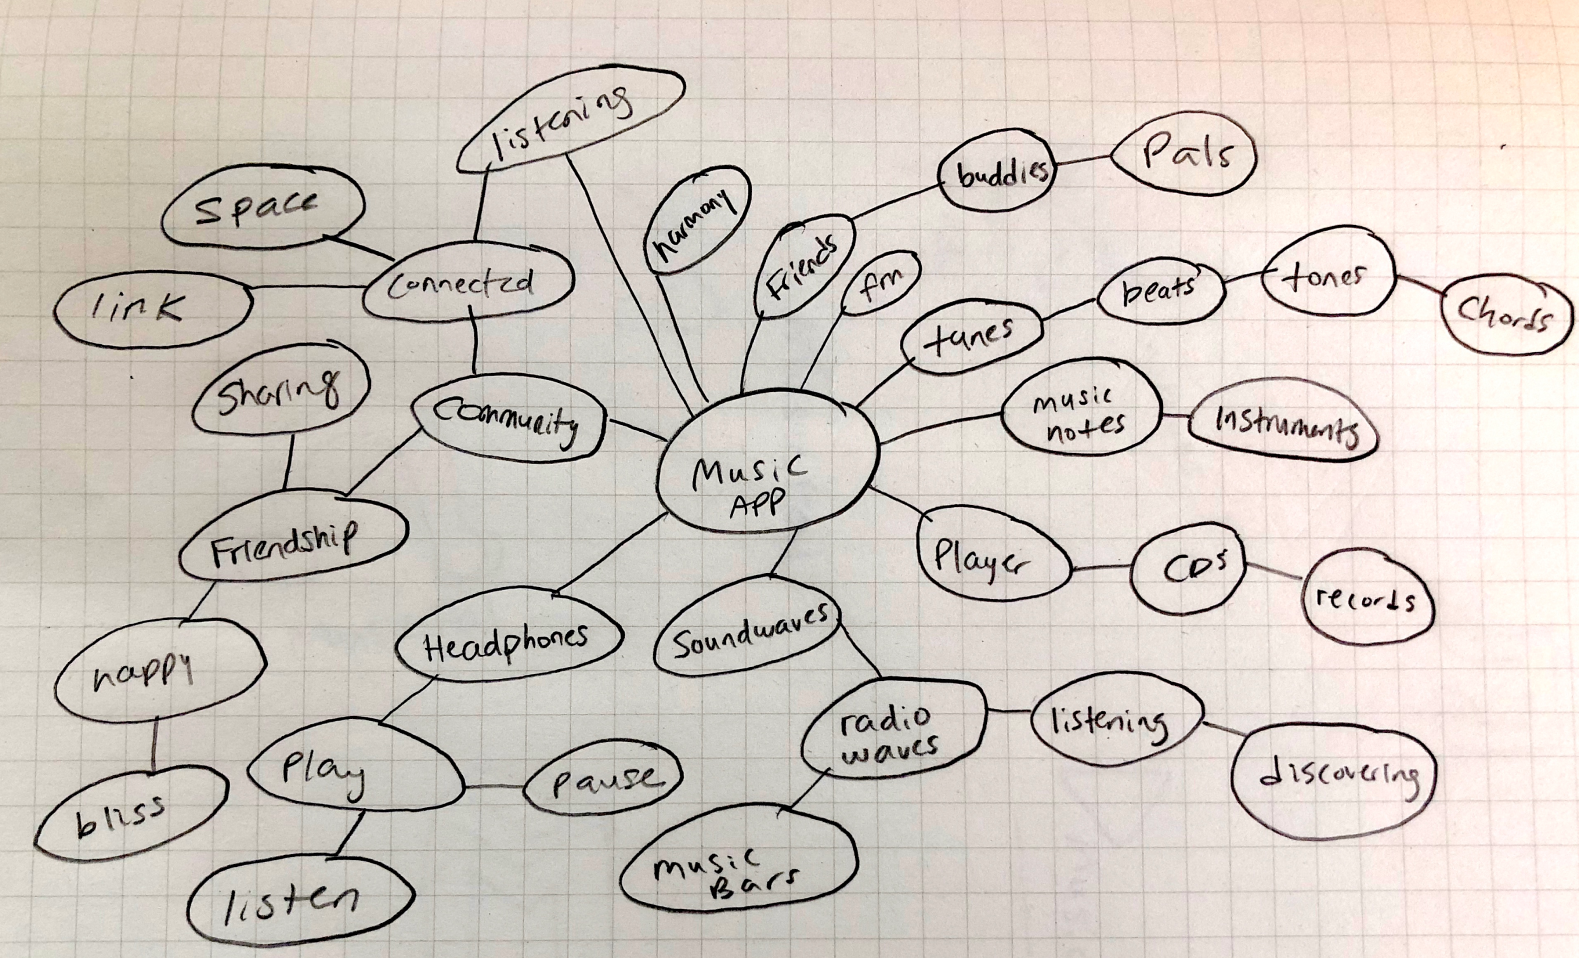 listening
space
harmony
buddies
Pals
Friends
fm
link
connected
tunes
beats
tones
Chords
Sharing
Community
music
notes
Instruments
Music
APP
Friendship
Player
CDs
records
happy
Headphones
Soundwaves
radio
waves
listening
discovering
Play
pause
bliss
listen
music
Bars